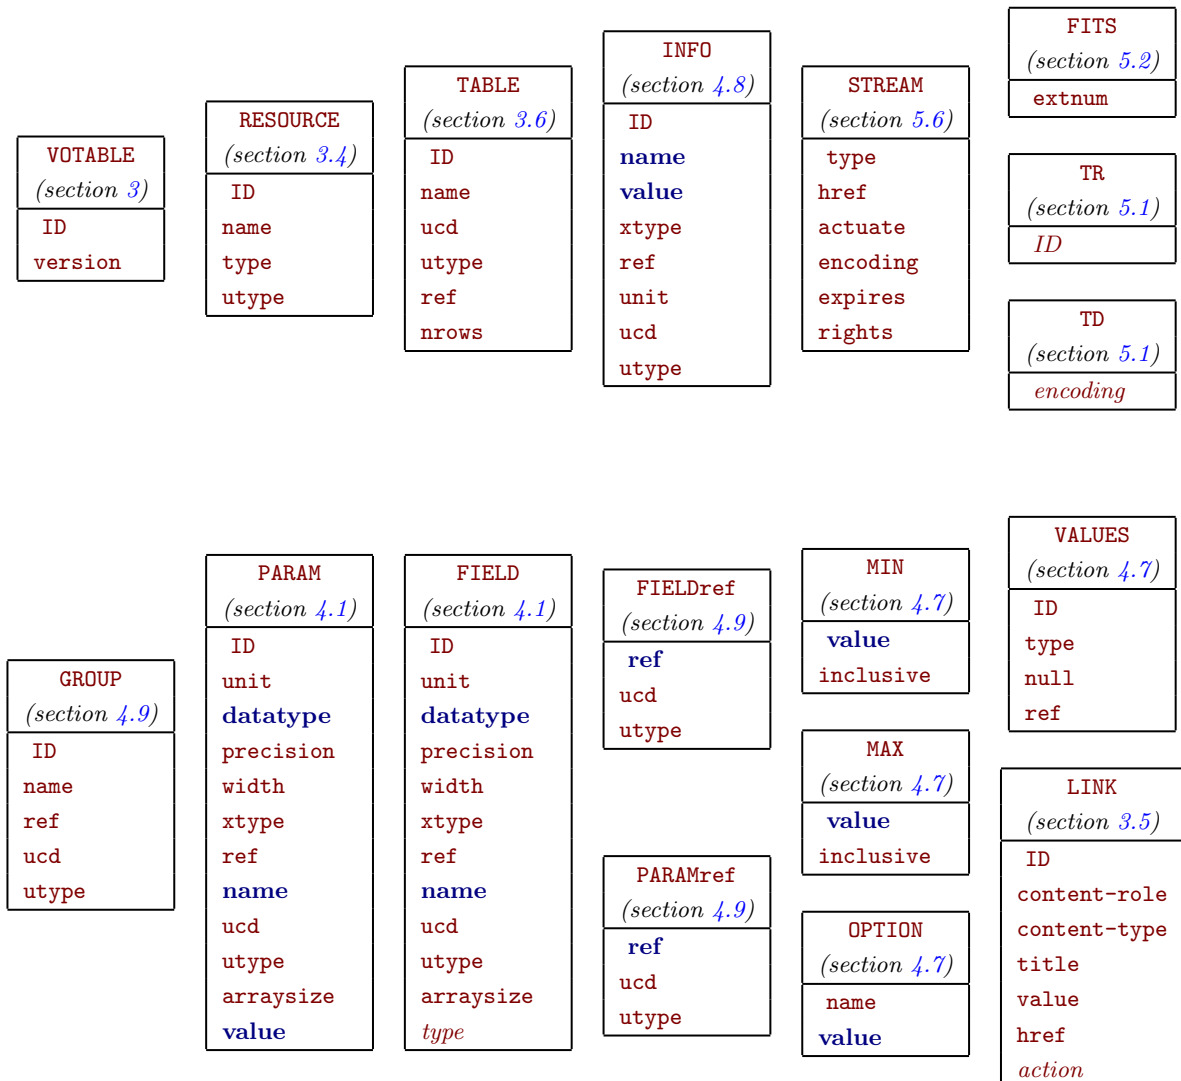 VOTABLE
(section 3)
ID
version
RESOURCE
(section 3.4)
ID
name
type
utype
TABLE
(section 3.6)
ID
name
ucd
utype
ref
nrows
INFO
(section 4.8)
ID
name
value
xtype
ref
unit
ucd
utype
STREAM
(section 5.6)
type
href
actuate
encoding
expires
rights
FITS
(section 5.2)
extnum
TR
(section 5.1)
ID
TD
(section 5.1)
encoding
GROUP
(section 4.9)
ID
name
ref
ucd
utype
PARAM
(section 4.1)
ID
unit
datatype
precision
width
xtype
ref
name
ucd
utype
arraysize
value
FIELD
(section 4.1)
ID
unit
datatype
precision
width
xtype
ref
name
ucd
utype
arraysize
type
FIELDref
(section 4.9)
ref
ucd
utype
PARAMref
(section 4.9)
ref
ucd
utype
MIN
(section 4.7)
value
inclusive
MAX
(section 4.7)
value
inclusive
OPTION
(section 4.7)
name
value
VALUES
(section 4.7)
ID
type
null
ref
LINK
(section 3.5)
ID
content-role
content-type
title
value
href
action